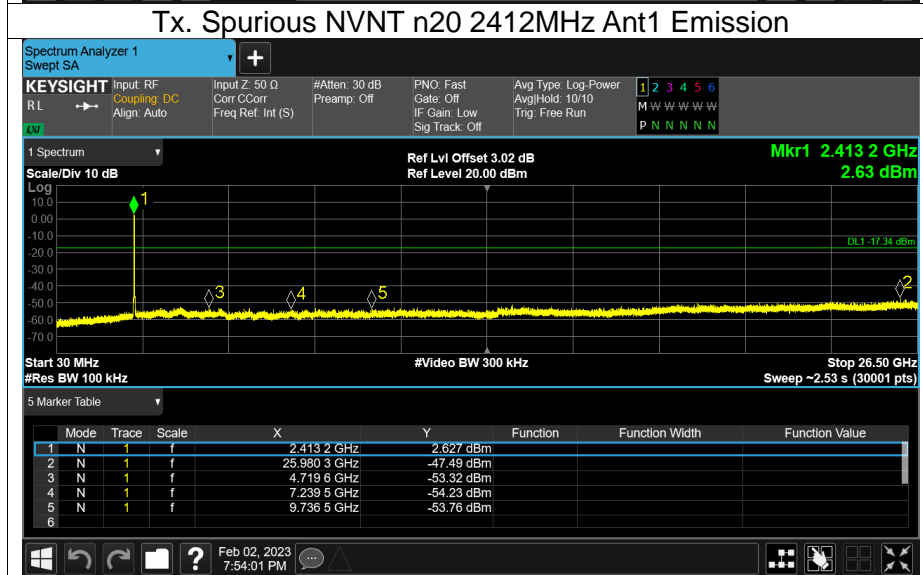 Tx. Spurious NVNT n20 2412MHz Ant1 Emission
Spectrum Analyzer 1
Swept SA
+
KEYSIGHT Input: RF Input Z: 50 Ω #Atten: 30 dB PNO: Fast Avg Type: Log-Power 1 2 3 4 5 6
R L Coupling: DC Corr CCorr Preamp: Off Gate: Off Avg|Hold: 10/10 M W W W W W
Align: Auto Freq Ref: Int (S) IF Gain: Low Trig: Free Run
LXI Sig Track: Off P N N N N N
1 Spectrum Ref Lvl Offset 3.02 dB Mkr1 2.413 2 GHz
Scale/Div 10 dB Ref Level 20.00 dBm 2.63 dBm
Log
10.0 1
0.00
-10.0
DL1 -17.34 dBm
-20.0
-30.0
-40.0 3 4 5 2
-50.0
-60.0
-70.0
Start 30 MHz #Video BW 300 kHz Stop 26.50 GHz
#Res BW 100 kHz Sweep ~2.53 s (30001 pts)
5 Marker Table
Mode Trace Scale X Y Function Function Width Function Value
1 N 1 f 2.413 2 GHz 2.627 dBm
2 N 1 f 25.980 3 GHz -47.49 dBm
3 N 1 f 4.719 6 GHz -53.32 dBm
4 N 1 f 7.239 5 GHz -54.23 dBm
5 N 1 f 9.736 5 GHz -53.76 dBm
6
? Feb 02, 2023
7:54:01 PM